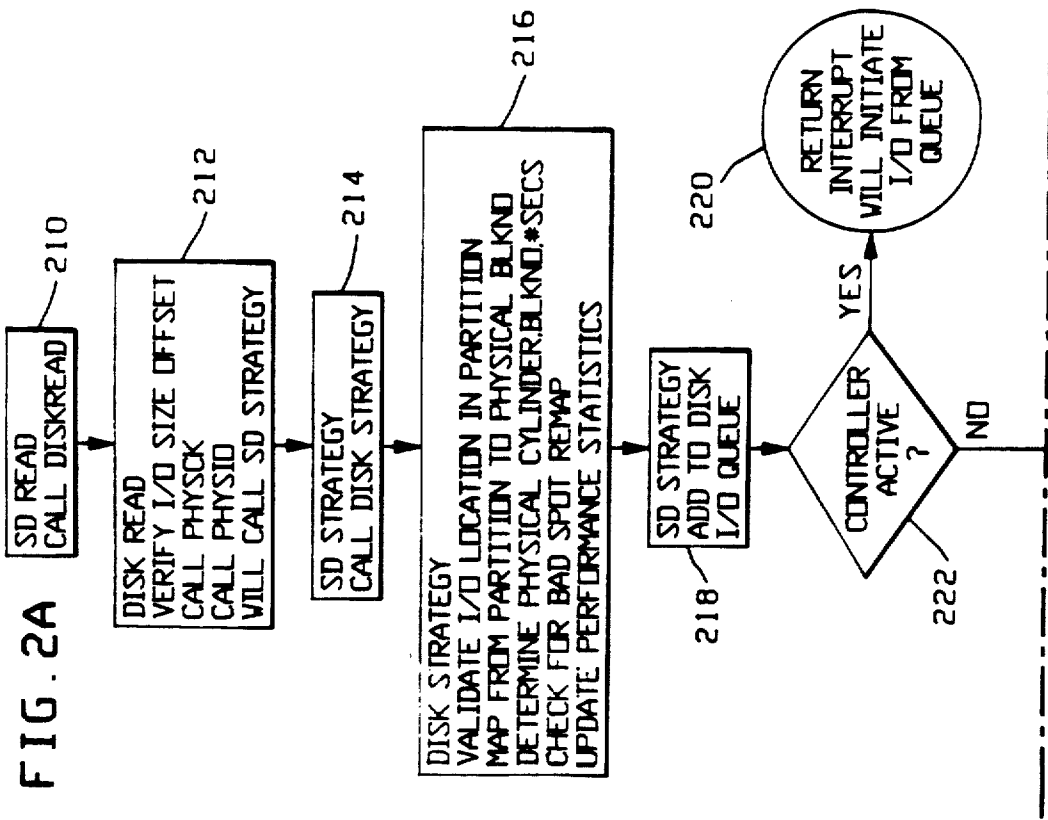 FIG. 2A
SD READ
CALL DISKREAD
210
DISK READ
VERIFY I/O SIZE OFFSET
CALL PHYSCK
CALL PHYSIO
WILL CALL SD STRATEGY
212
SD STRATEGY
CALL DISK STRATEGY
214
DISK STRATEGY
VALIDATE I/O LOCATION IN PARTITION
MAP FROM PARTITION TO PHYSICAL BLKNO
DETERMINE PHYSICAL CYLINDER,BLKNO,#SECS
CHECK FOR BAD SPOT REMAP
UPDATE PERFORMANCE STATISTICS
216
SD STRATEGY
ADD TO DISK
I/O QUEUE
218
CONTROLLER
ACTIVE
?
222
YES
NO
RETURN
INTERRUPT
WILL INITIATE
I/O FROM
QUEUE
220